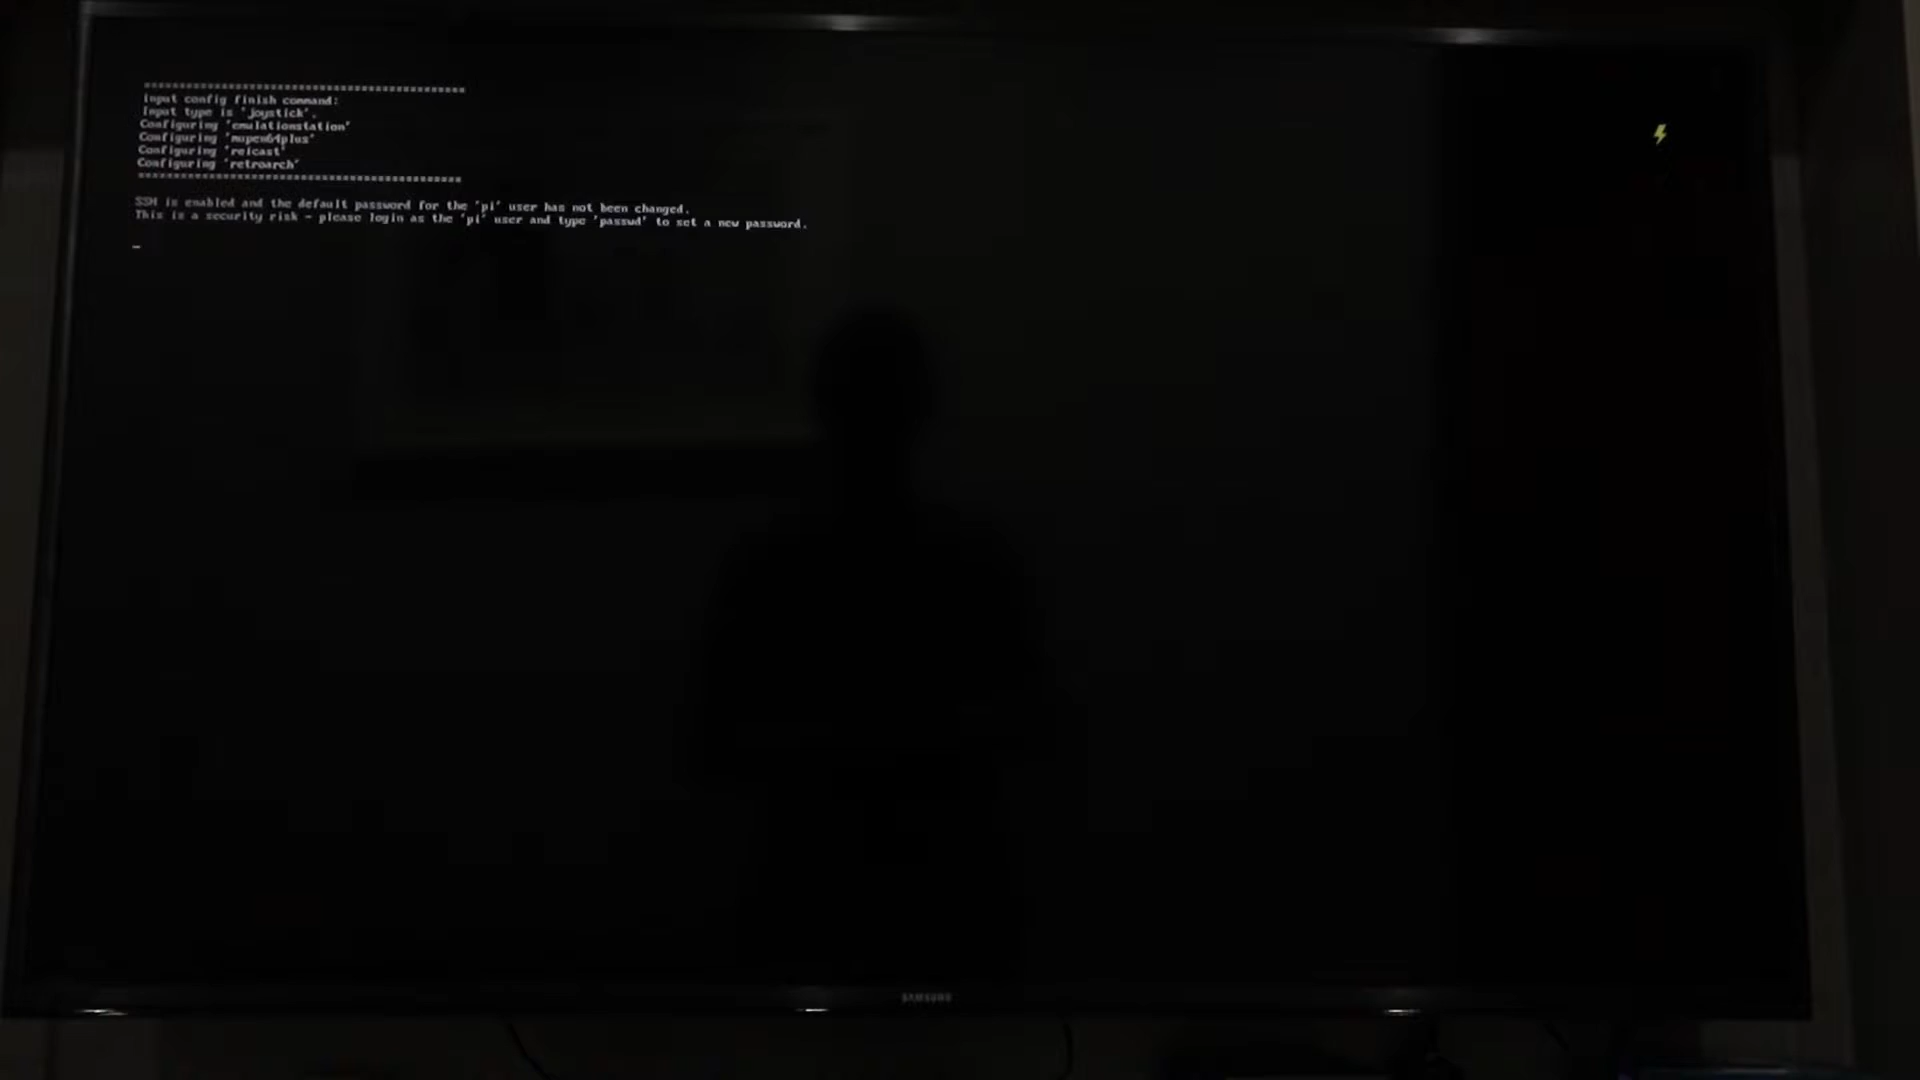 ==============================================
Input config finish command:
Input type is 'joystick'.
Configuring 'emulationstation'
Configuring 'mupen64plus'
Configuring 'reicast'
Configuring 'retroarch'
==============================================
SSH is enabled and the default password for the 'pi' user has not been changed.
This is a security risk - please login as the 'pi' user and type 'passwd' to set a new password.
_
SAMSUNG